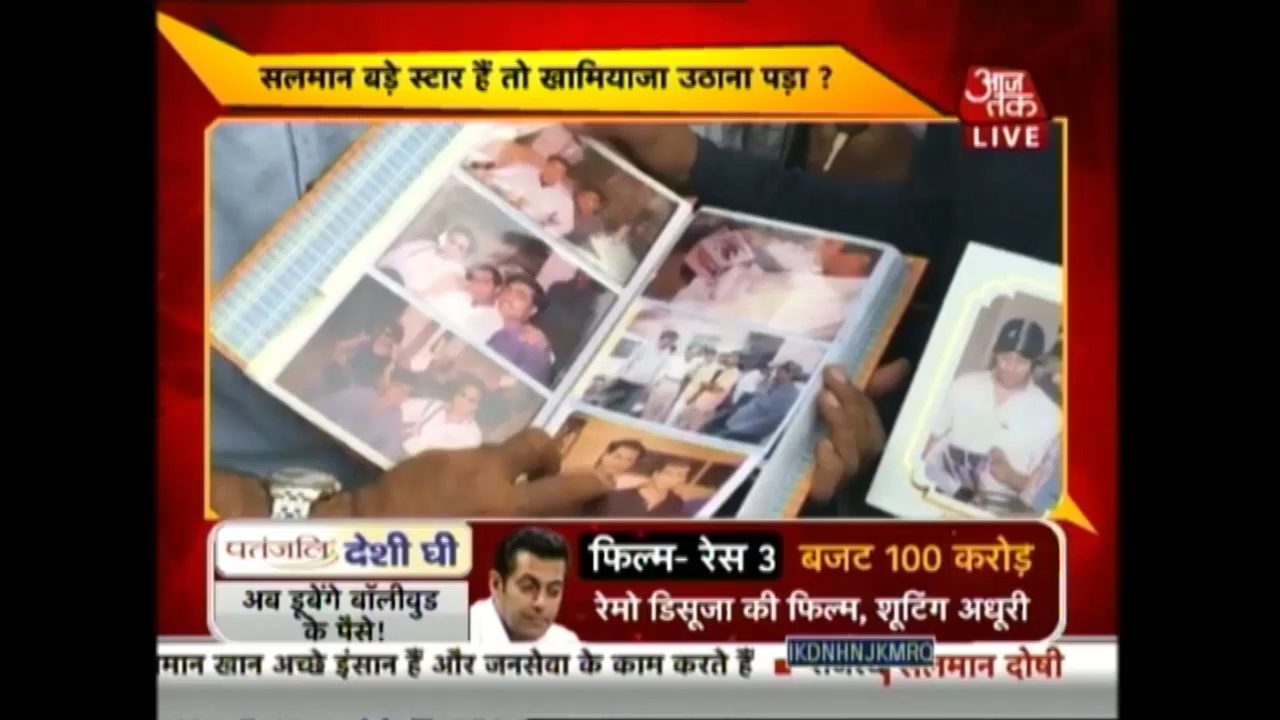 सलमान बड़े स्टार हैं तो खामियाजा उठाना पड़ा ?
आज
तक
LIVE
पतंजलि देशी घी
अब डूबेंगे बॉलीवुड
के पैसे!
फिल्म- रेस 3 बजट 100 करोड़
रेमो डिसूजा की फिल्म, शूटिंग अधूरी
मान खान अच्छे इंसान हैं और जनसेवा के काम करते हैं
IKDNHNJKMRQ
सलमान दोषी